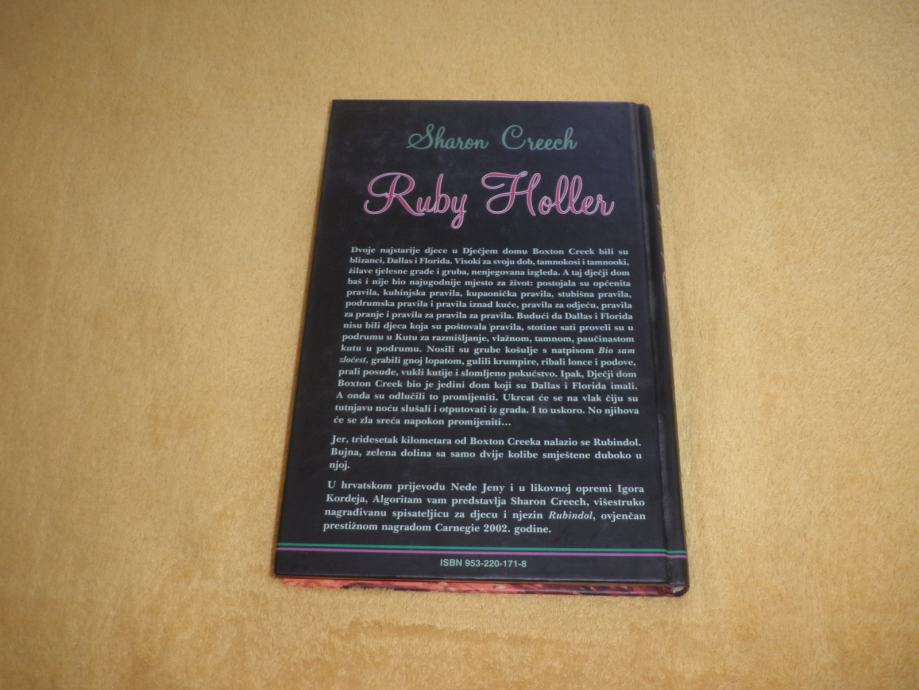 Sharon Creech
Ruby Holler
Dvoje najstarije djece u Dječjem domu Boxton Creek bili su
blizanci, Dallas i Florida. Visoki za svoju dob, tamnokosi i tamnooki,
žilave tjelesne građe i gruba, nenjegovana izgleda. A taj dječji dom
baš i nije bio najugodnije mjesto za život: postojala su općenita
pravila, kuhinjska pravila, kupaonička pravila, stubišna pravila,
podrumska pravila i pravila iznad kuće, pravila za odjeću, pravila
za pranje i pravila za pravila za pravila. Budući da Dallas i Florida
nisu bili djeca koja su poštovala pravila, stotine sati proveli su u
podrumu u Kutu za razmišljanje, vlažnom, tamnom, paučinastom
kutu u podrumu. Nosili su grube košulje s natpisom Bio sam
zločest, grabili gnoj lopatom, gulili krumpire, ribali lonce i podove,
prali posuđe, vukli kutije i slomljeno pokućstvo. Ipak, Dječji dom
Boxton Creek bio je jedini dom koji su Dallas i Florida imali.
A onda su odlučili to promijeniti. Ukrcat će se na vlak čiju su
tutnjavu noću slušali i otputovati iz grada. I to uskoro. No njihova
će se zla sreća napokon promijeniti...
Jer, tridesetak kilometara od Boxton Creeka nalazio se Rubindol.
Bujna, zelena dolina sa samo dvije kolibe smještene duboko u
njoj.
U hrvatskom prijevodu Nede Jeny i u likovnoj opremi Igora
Kordeja, Algoritam vam predstavlja Sharon Creech, višestruko
nagrađivanu spisateljicu za djecu i njezin Rubindol, ovjenčan
prestižnom nagradom Carnegie 2002. godine.
ISBN 953-220-171-8